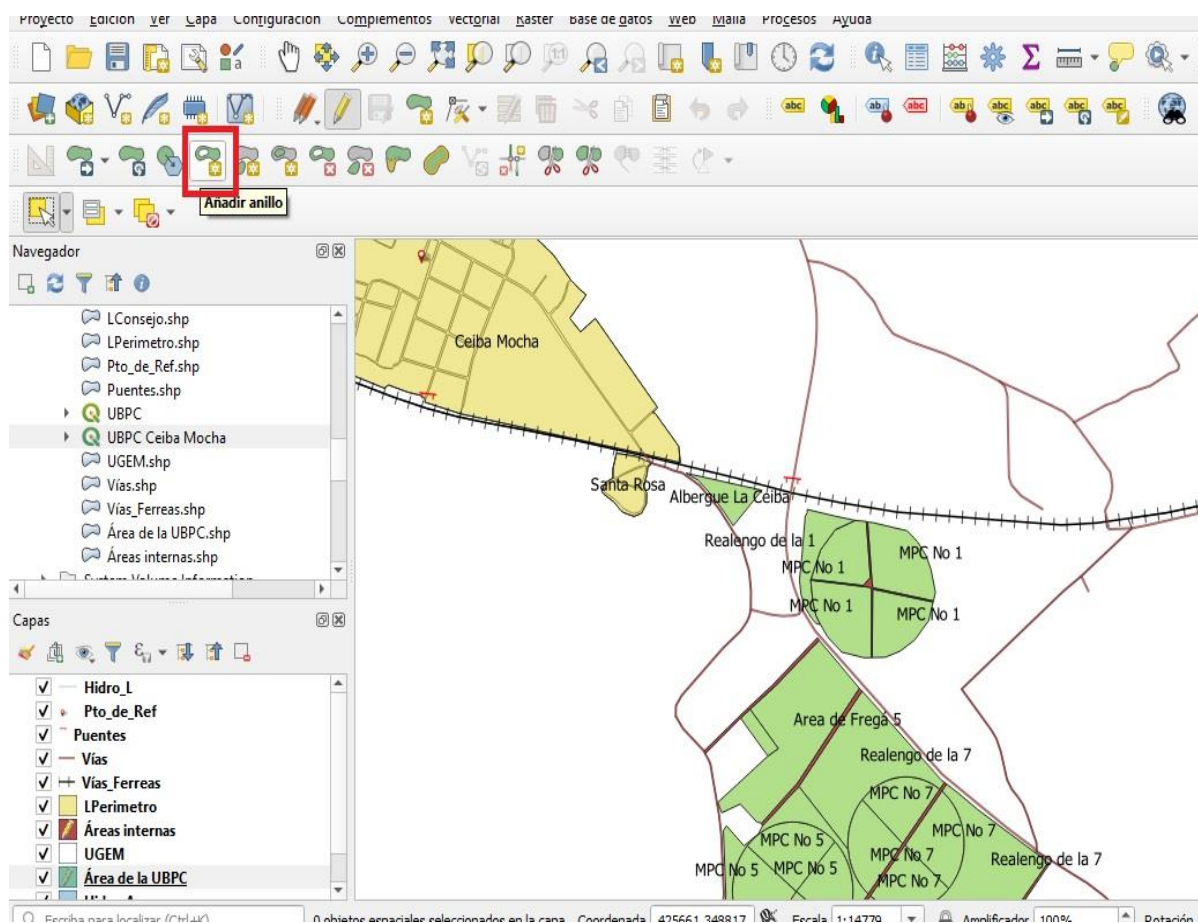 Proyecto Edición Ver Capa Configuración Complementos Vectorial Ráster Base de datos Web Malla Procesos Ayuda
Añadir anillo
Navegador
LConsejo.shp
LPerimetro.shp
Pto_de_Ref.shp
Puentes.shp
UBPC
UBPC Ceiba Mocha
UGEM.shp
Vías.shp
Vías_Ferreas.shp
Área de la UBPC.shp
Áreas internas.shp
System Volume Information
Capas
Hidro_L
Pto_de_Ref
Puentes
Vías
Vías_Ferreas
LPerimetro
Áreas internas
UGEM
Área de la UBPC
Ceiba Mocha
Santa Rosa
Albergue La Ceiba
Realengo de la 1
MPC No 1
MPC No 1
MPC No 1
MPC No 1
Area de Fregá 5
Realengo de la 7
MPC No 7
MPC No 7
MPC No 5
MPC No 7
Realengo de la 7
MPC No 5
MPC No 5
MPC No 7
Escriba para localizar (Ctrl+K)
0 objetos espaciales seleccionados en la capa
Coordenada 425661,348817
Escala 1:14779
Amplificador 100%
Rotación